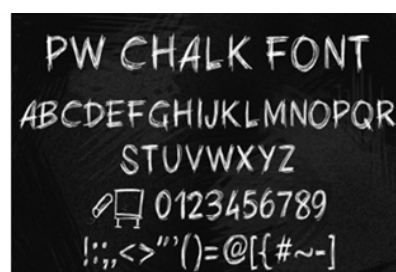 PW CHALK FONT
ABCDEFGHIJKLMNOPQR
STUVWXYZ
0123456789
!:;,<>"'()=@[{#~-]